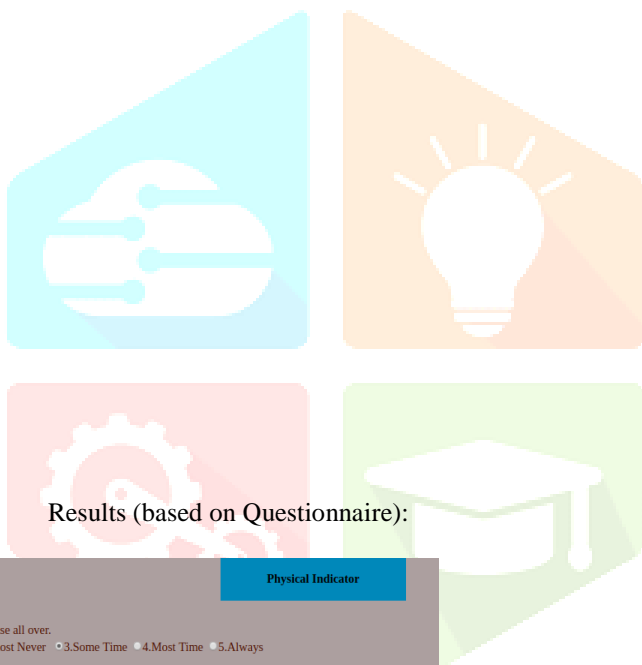 Results (based on Questionnaire):
Physical Indicator
se all over.
ost Never 3.Some Time 4.Most Time 5.Always